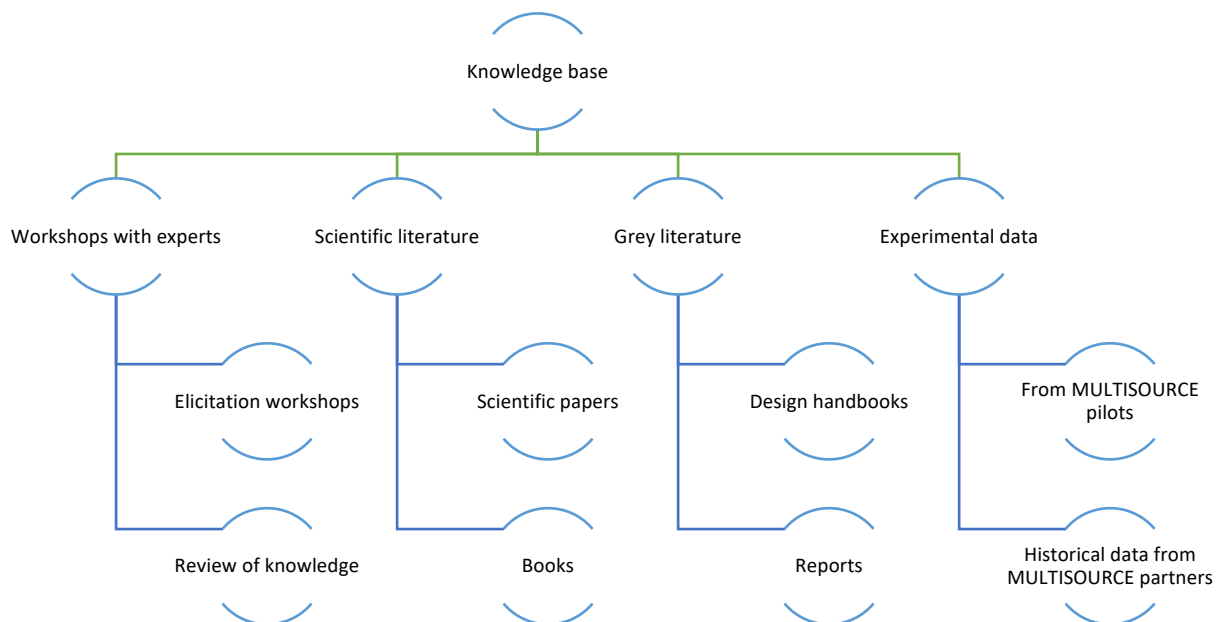 Knowledge base
Workshops with experts
Scientific literature
Grey literature
Experimental data
Elicitation workshops
Scientific papers
Design handbooks
From MULTISOURCE
pilots
Review of knowledge
Books
Reports
Historical data from
MULTISOURCE partners